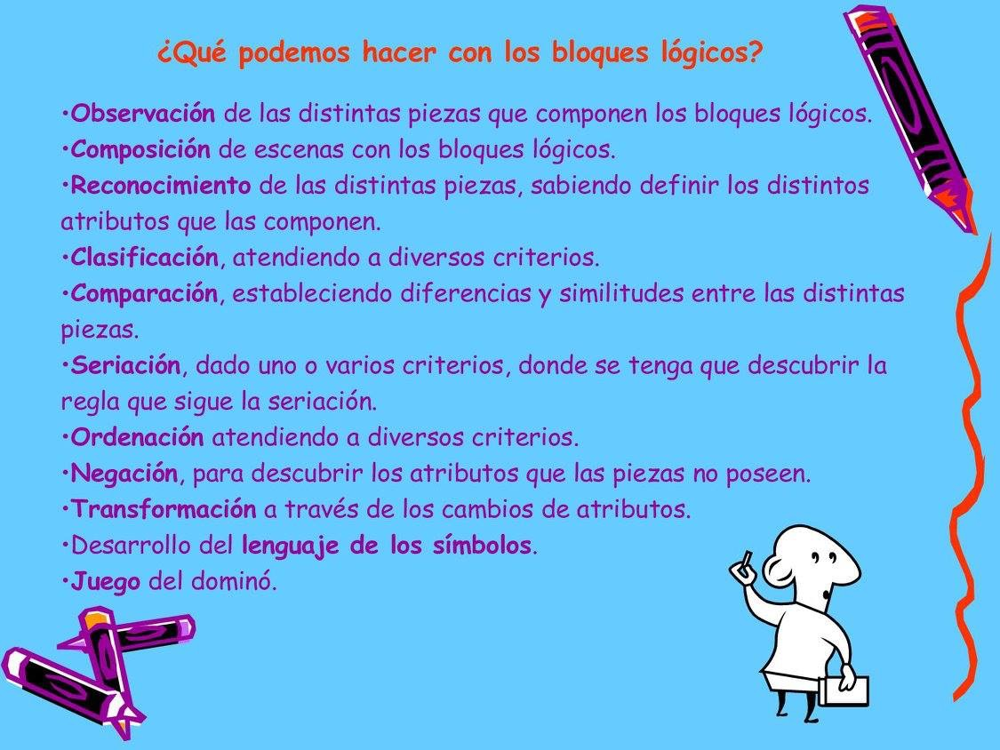 ¿Qué podemos hacer con los bloques lógicos?
•Observación de las distintas piezas que componen los bloques lógicos.
•Composición de escenas con los bloques lógicos.
•Reconocimiento de las distintas piezas, sabiendo definir los distintos
atributos que las componen.
•Clasificación, atendiendo a diversos criterios.
•Comparación, estableciendo diferencias y similitudes entre las distintas
piezas.
•Seriación, dado uno o varios criterios, donde se tenga que descubrir la
regla que sigue la seriación.
•Ordenación atendiendo a diversos criterios.
•Negación, para descubrir los atributos que las piezas no poseen.
•Transformación a través de los cambios de atributos.
•Desarrollo del lenguaje de los símbolos.
•Juego del dominó.